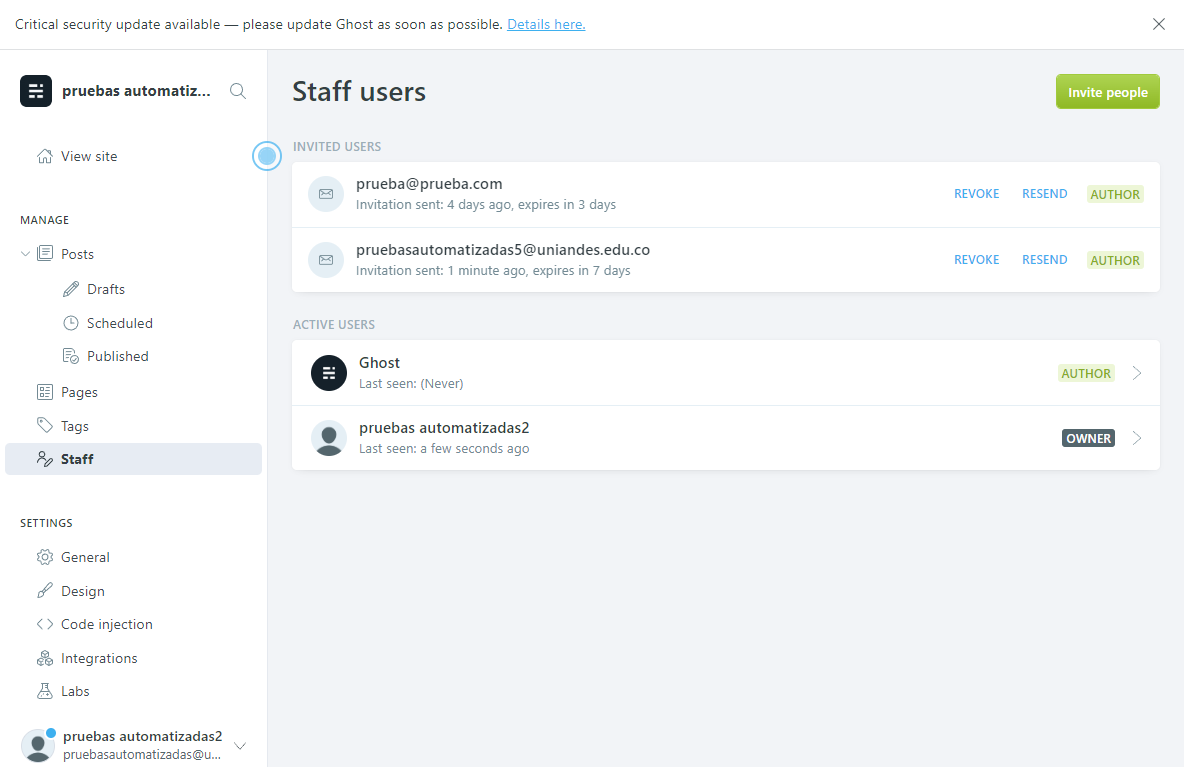 Critical security update available — please update Ghost as soon as possible. Details here.
pruebas automatiz...
View site
MANAGE
Posts
Drafts
Scheduled
Published
Pages
Tags
Staff
SETTINGS
General
Design
Code injection
Integrations
Labs
pruebas automatizadas2
pruebasautomatizadas@u...
Staff users
Invite people
INVITED USERS
prueba@prueba.com
Invitation sent: 4 days ago, expires in 3 days
REVOKE RESEND AUTHOR
pruebasautomatizadas5@uniandes.edu.co
Invitation sent: 1 minute ago, expires in 7 days
REVOKE RESEND AUTHOR
ACTIVE USERS
Ghost
Last seen: (Never)
AUTHOR
pruebas automatizadas2
Last seen: a few seconds ago
OWNER